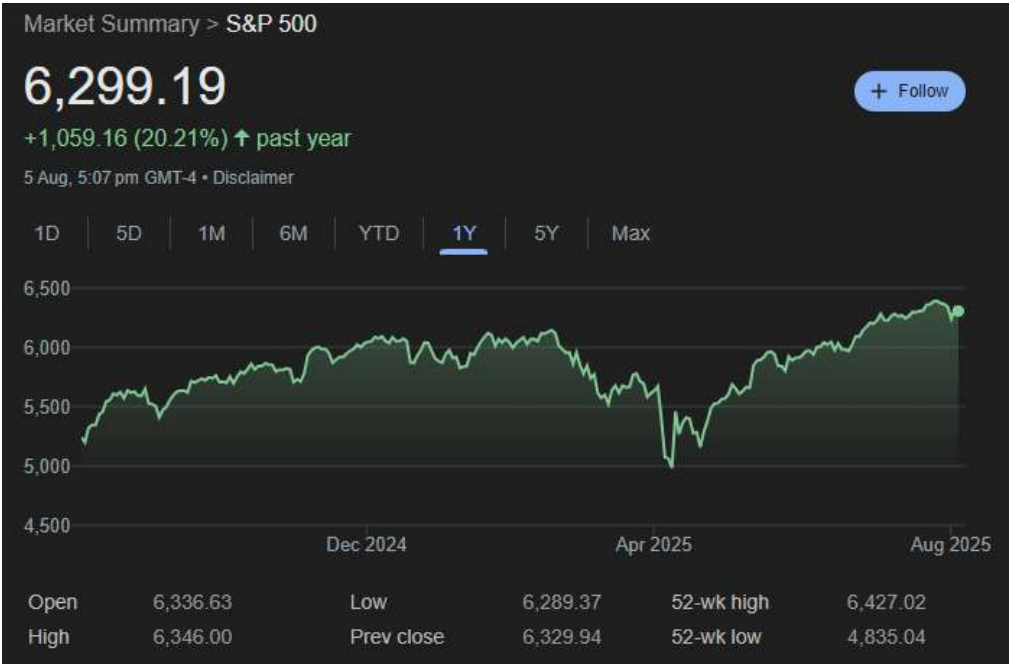 Market Summary > S&P 500
6,299.19
+ Follow
+1,059.16 (20.21%) ↑ past year
5 Aug, 5:07 pm GMT-4 • Disclaimer
1D 5D 1M 6M YTD 1Y 5Y Max
6,500
6,000
5,500
5,000
4,500
Dec 2024 Apr 2025 Aug 2025
Open 6,336.63 Low 6,289.37 52-wk high 6,427.02
High 6,346.00 Prev close 6,329.94 52-wk low 4,835.04